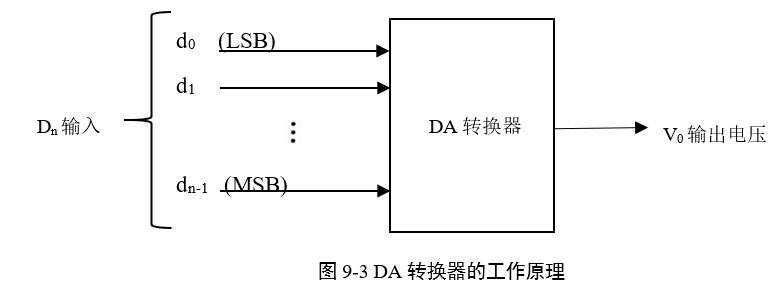 d0 (LSB)
d1
Dn 输入
⋮
DA 转换器
V0 输出电压
dn-1 (MSB)
图 9-3 DA 转换器的工作原理